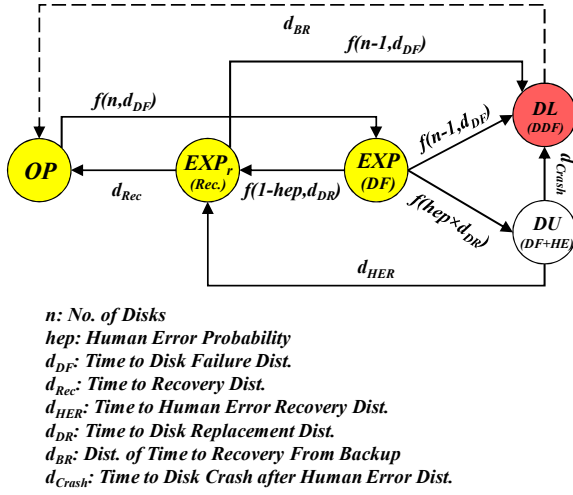 d_BR
f(n-1,d_DF)
f(n,d_DF)
DL
(DDF)
f(n-1,d_DF)
OP
EXP_r
(Rec.)
EXP
(DF)
d_Crash
d_Rec
f(1-hep,d_DR)
f(hep×d_DR)
DU
(DF+HE)
d_HER
n: No. of Disks
hep: Human Error Probability
d_DF: Time to Disk Failure Dist.
d_Rec: Time to Recovery Dist.
d_HER: Time to Human Error Recovery Dist.
d_DR: Time to Disk Replacement Dist.
d_BR: Dist. of Time to Recovery From Backup
d_Crash: Time to Disk Crash after Human Error Dist.